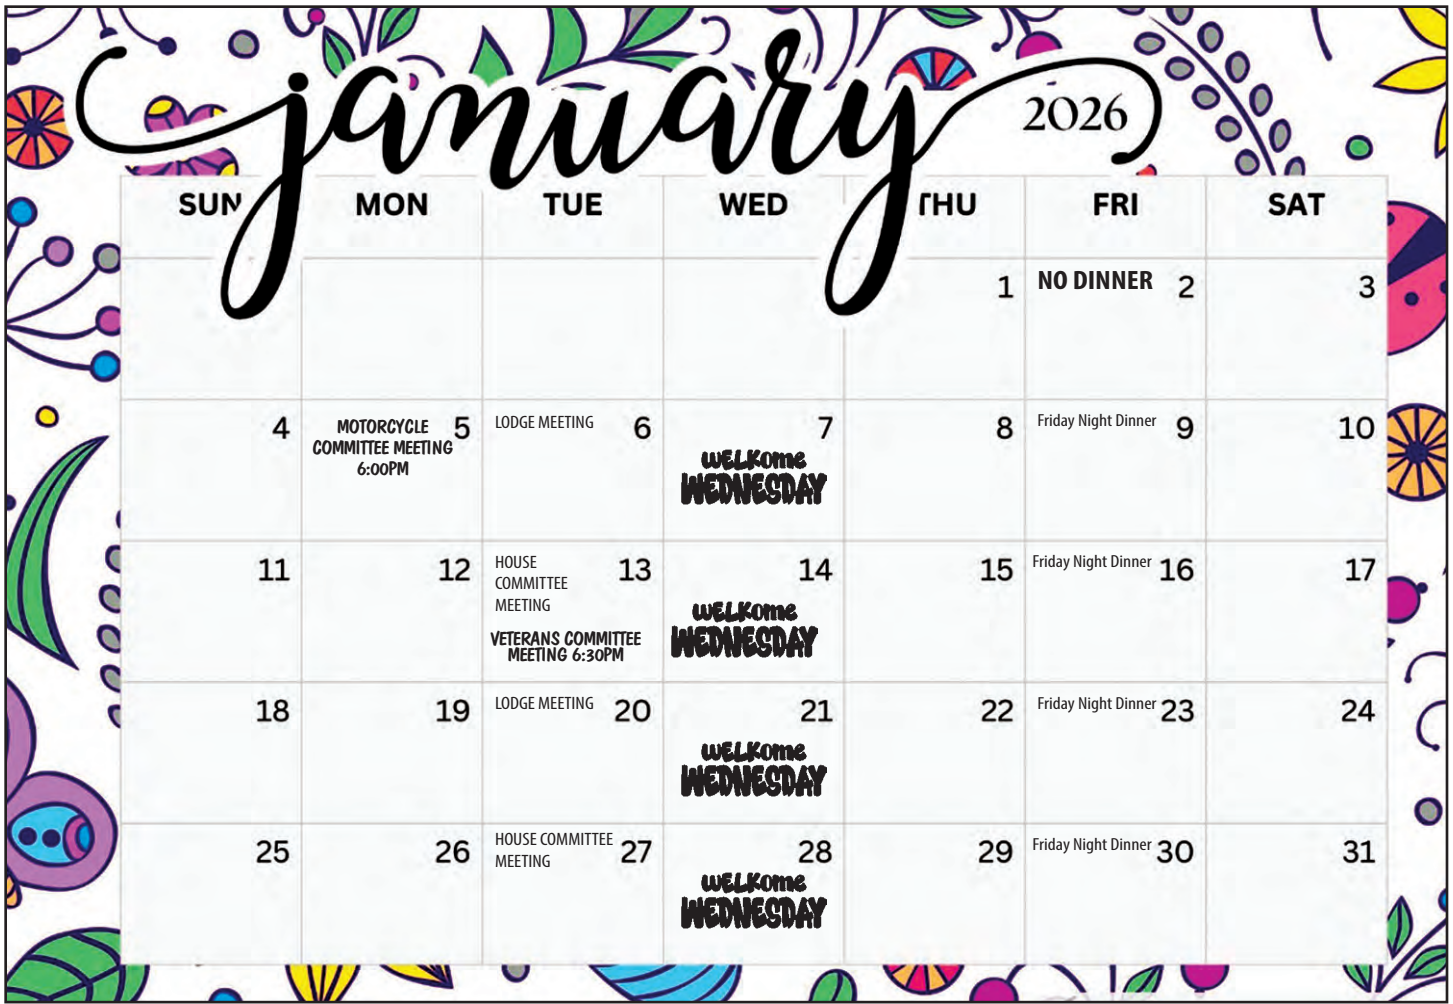 january 2026
SUN MON TUE WED THU FRI SAT
1 NO DINNER 2 3
4 MOTORCYCLE COMMITTEE MEETING 6:00PM 5 LODGE MEETING 6 7 WELKome WEDNESDAY 8 Friday Night Dinner 9 10
11 12 HOUSE COMMITTEE MEETING 13 VETERANS COMMITTEE MEETING 6:30PM 14 WELKome WEDNESDAY 15 Friday Night Dinner 16 17
18 19 LODGE MEETING 20 21 WELKome WEDNESDAY 22 Friday Night Dinner 23 24
25 26 HOUSE COMMITTEE MEETING 27 28 WELKome WEDNESDAY 29 Friday Night Dinner 30 31